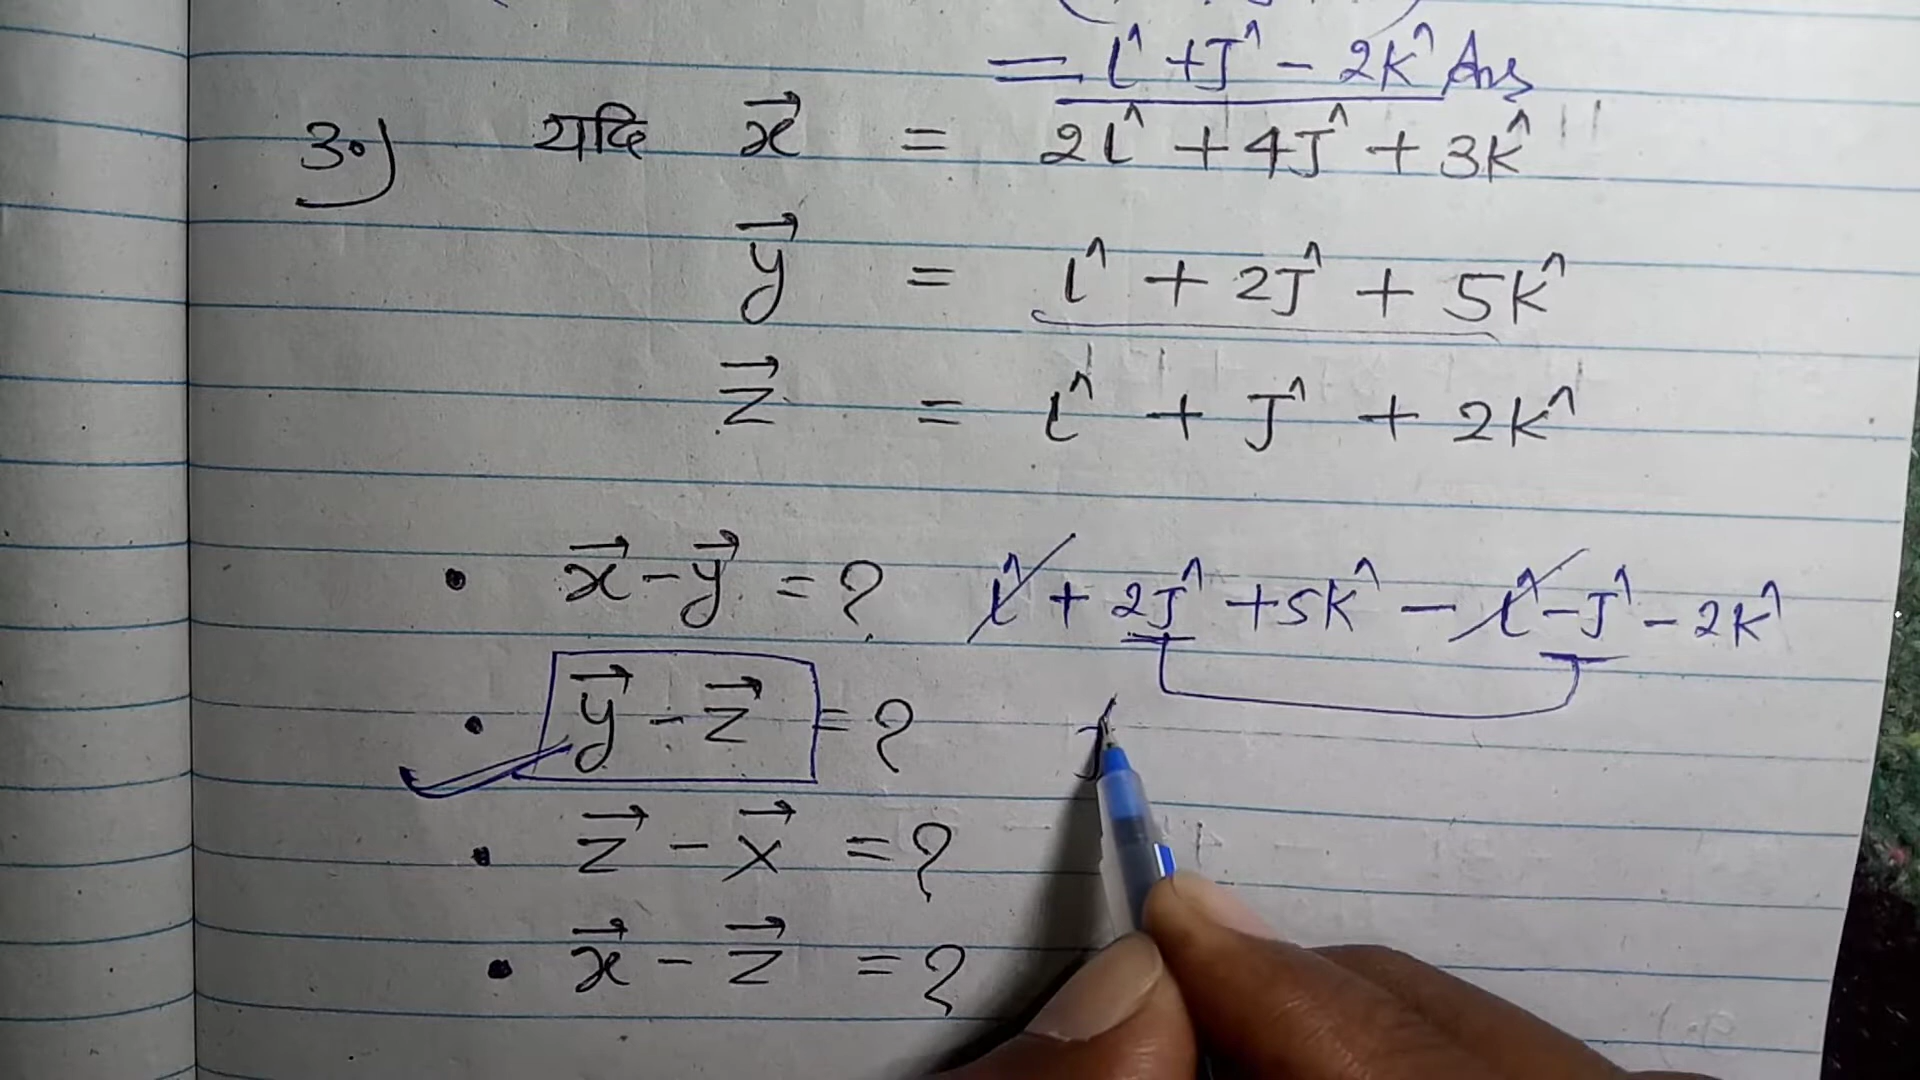 = î + ĵ - 2k̂ Ans
3.) यदि x⃗ = 2î + 4ĵ + 3k̂
y⃗ = î + 2ĵ + 5k̂
z⃗ = î + ĵ + 2k̂
• x⃗ - y⃗ = ? î + 2ĵ + 5k̂ - î - ĵ - 2k̂
• y⃗ - z⃗ = ? J
• z⃗ - x⃗ = ?
• x⃗ - z⃗ = ?